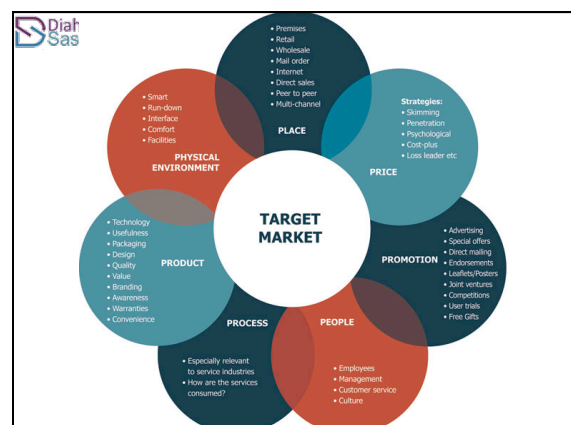 Diah
Sas
• Premises
• Retail
• Wholesale
• Mail order
• Internet
• Direct sales
• Peer to peer
• Multi-channel
PLACE
Strategies:
• Skimming
• Penetration
• Psychological
• Cost-plus
• Loss leader etc
PRICE
• Advertising
• Special offers
• Direct mailing
• Endorsements
• Leaflets/Posters
• Joint ventures
• Competitions
• User trials
• Free Gifts
PROMOTION
PEOPLE
• Employees
• Management
• Customer service
• Culture
PROCESS
• Especially relevant
to service industries
• How are the services
consumed?
• Technology
• Usefulness
• Packaging
• Design
• Quality
• Value
• Branding
• Awareness
• Warranties
• Convenience
PRODUCT
• Smart
• Run-down
• Interface
• Comfort
• Facilities
PHYSICAL
ENVIRONMENT
TARGET
MARKET